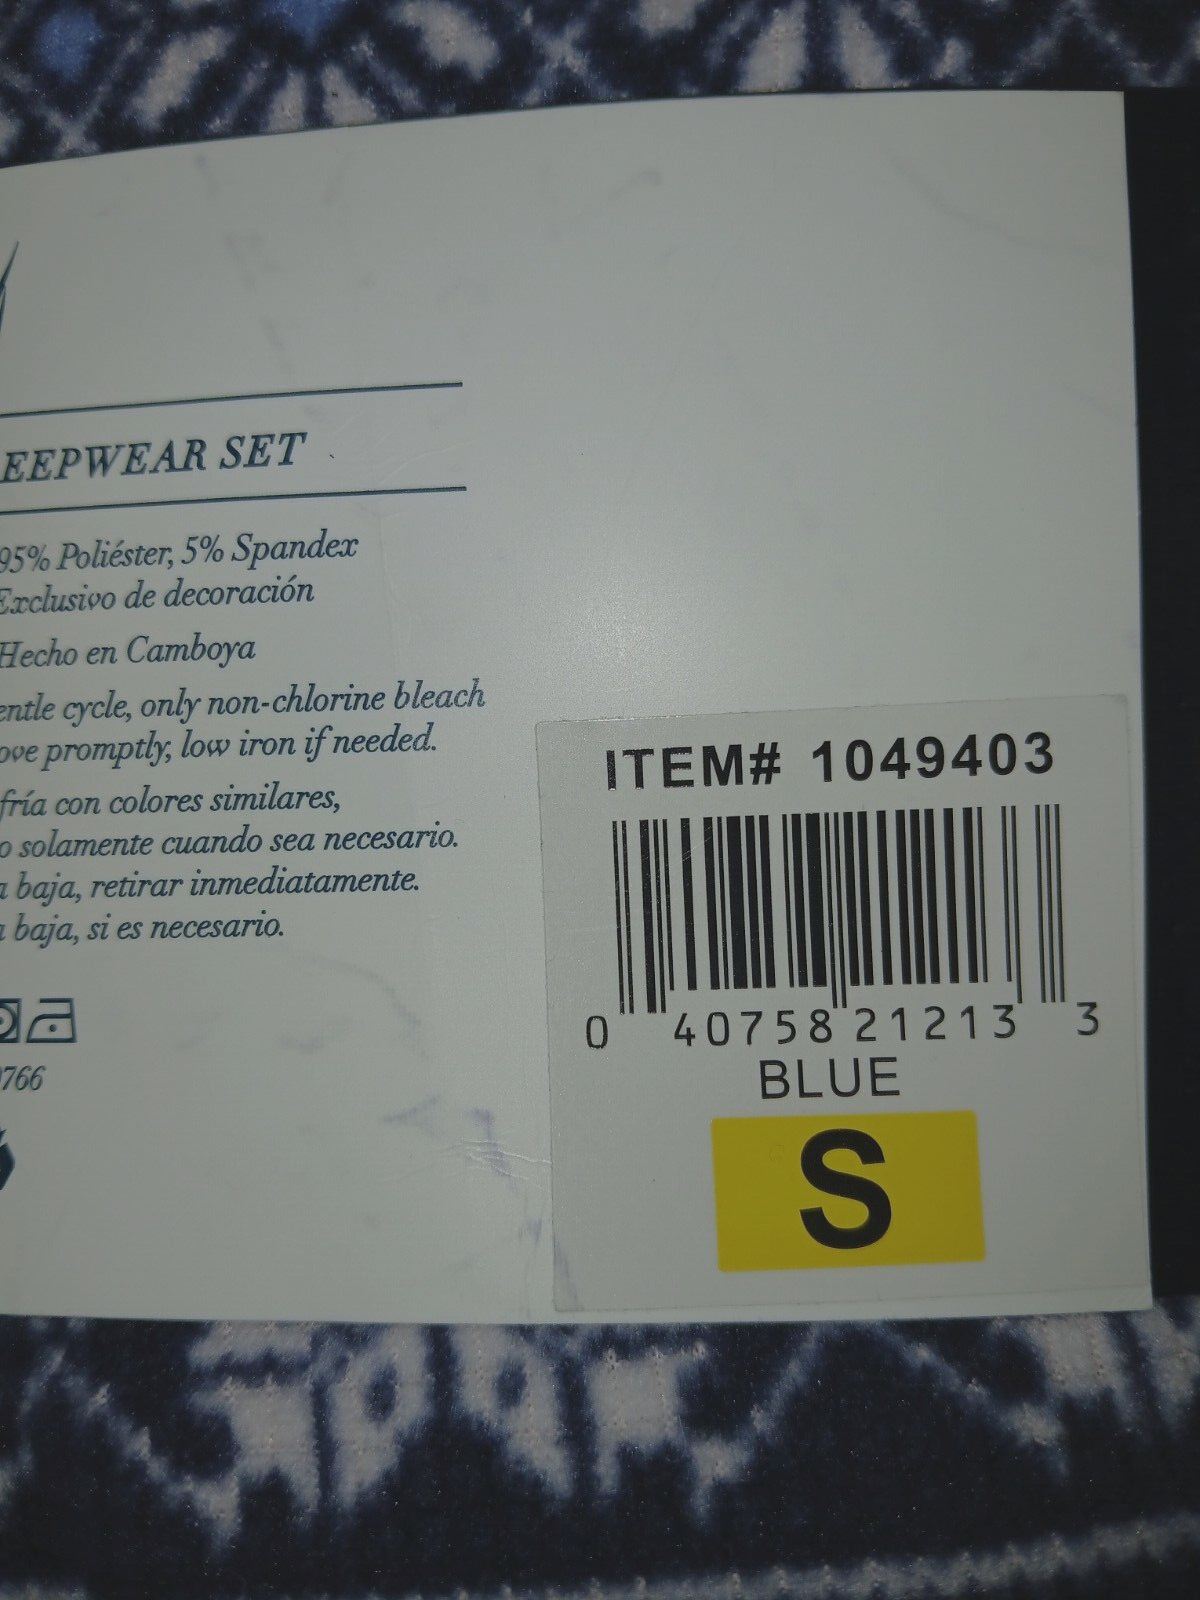 EEPWEAR SET
95% Poliéster, 5% Spandex
Exclusivo de decoración
Hecho en Camboya
entle cycle, only non-chlorine bleach
ove promptly, low iron if needed.
fría con colores similares,
o solamente cuando sea necesario.
a baja, retirar inmediatamente.
a baja, si es necesario.
766
ITEM# 1049403
0 40758 21213 3
BLUE
S